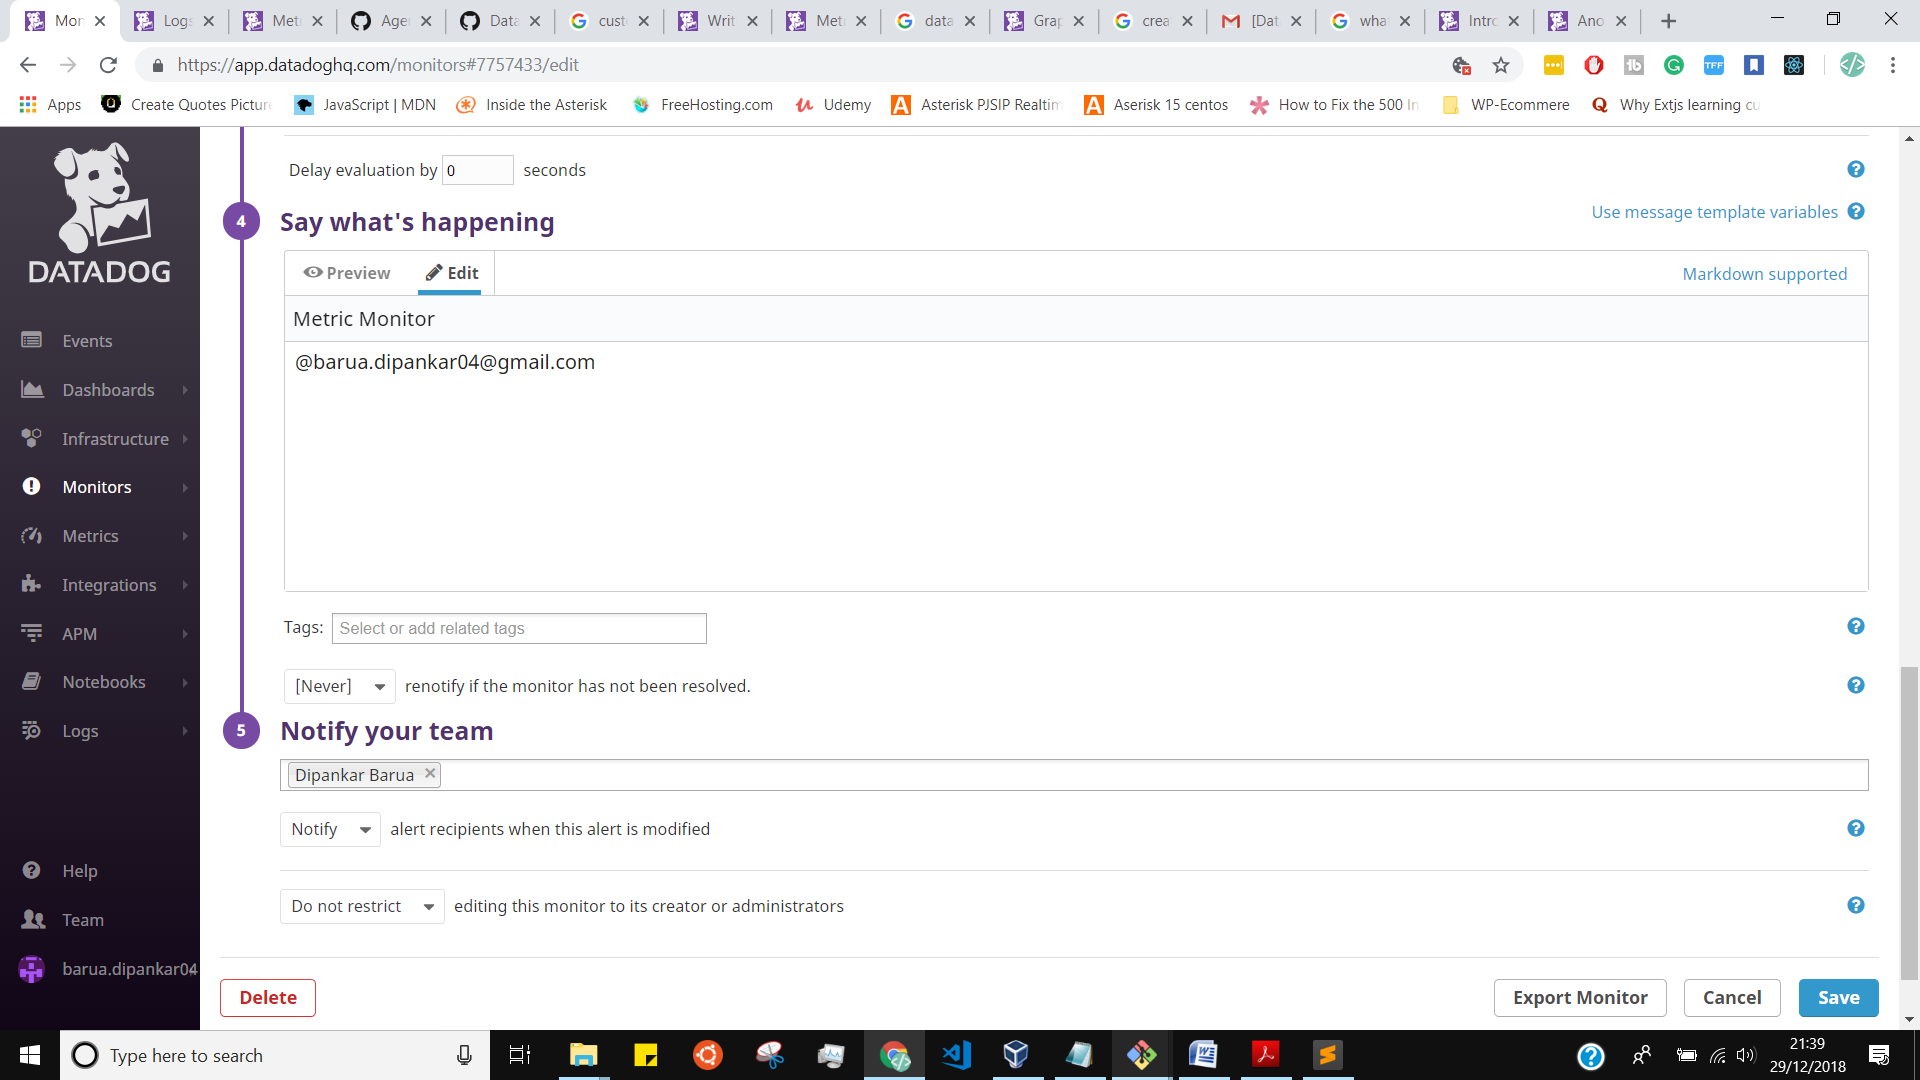 Mon
Logs
Metr
Age
Data
cust
Writ
Metr
data
Grap
crea
[Dat
wha
Intro
Ano
https://app.datadoghq.com/monitors#7757433/edit
Apps
Create Quotes Picture
JavaScript | MDN
Inside the Asterisk
FreeHosting.com
Udemy
Asterisk PJSIP Realtim
Aserisk 15 centos
How to Fix the 500 In
WP-Ecommere
Why Extjs learning cu
DATADOG
Events
Dashboards
Infrastructure
Monitors
Metrics
Integrations
APM
Notebooks
Logs
Help
Team
barua.dipankar04
Delay evaluation by 0 seconds
4 Say what's happening
Use message template variables
Preview
Edit
Markdown supported
Metric Monitor
@barua.dipankar04@gmail.com
Tags: Select or add related tags
[Never] renotify if the monitor has not been resolved.
5 Notify your team
Dipankar Barua
Notify alert recipients when this alert is modified
Do not restrict editing this monitor to its creator or administrators
Delete
Export Monitor
Cancel
Save
Type here to search
21:39
29/12/2018